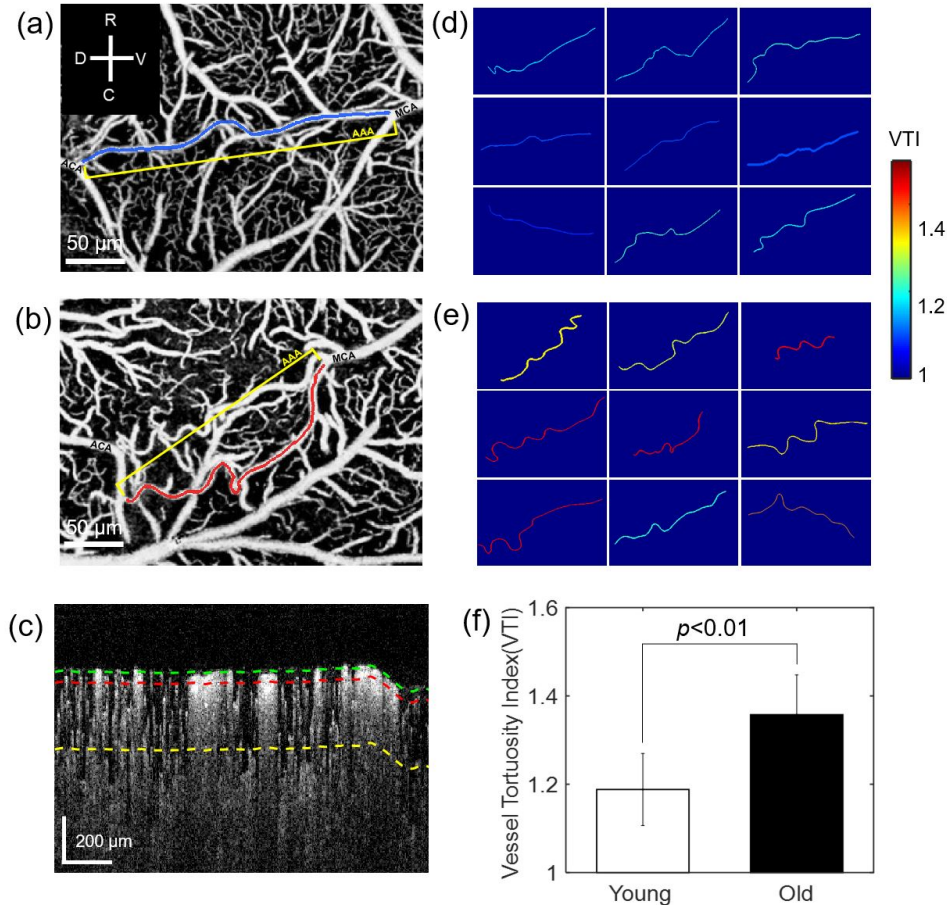 (a)
R
D V
C
ACA
AAA
MCA
50 µm
(b)
AAA
MCA
ACA
50 µm
(c)
200 µm
(d)
VTI
1.4
1.2
1
(e)
(f)
Vessel Tortuosity Index(VTI)
1.6
1.4
1.2
1
p<0.01
Young Old